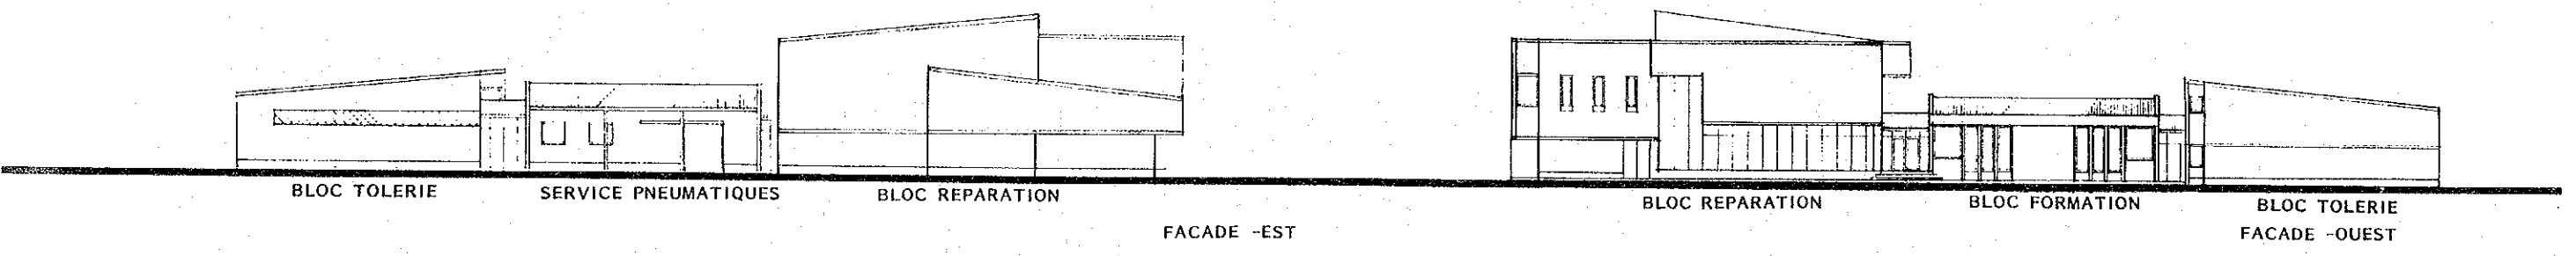 BLOC TOLERIE
SERVICE PNEUMATIQUES
BLOC REPARATION
FACADE -EST
BLOC REPARATION
BLOC FORMATION
BLOC TOLERIE
FACADE -OUEST